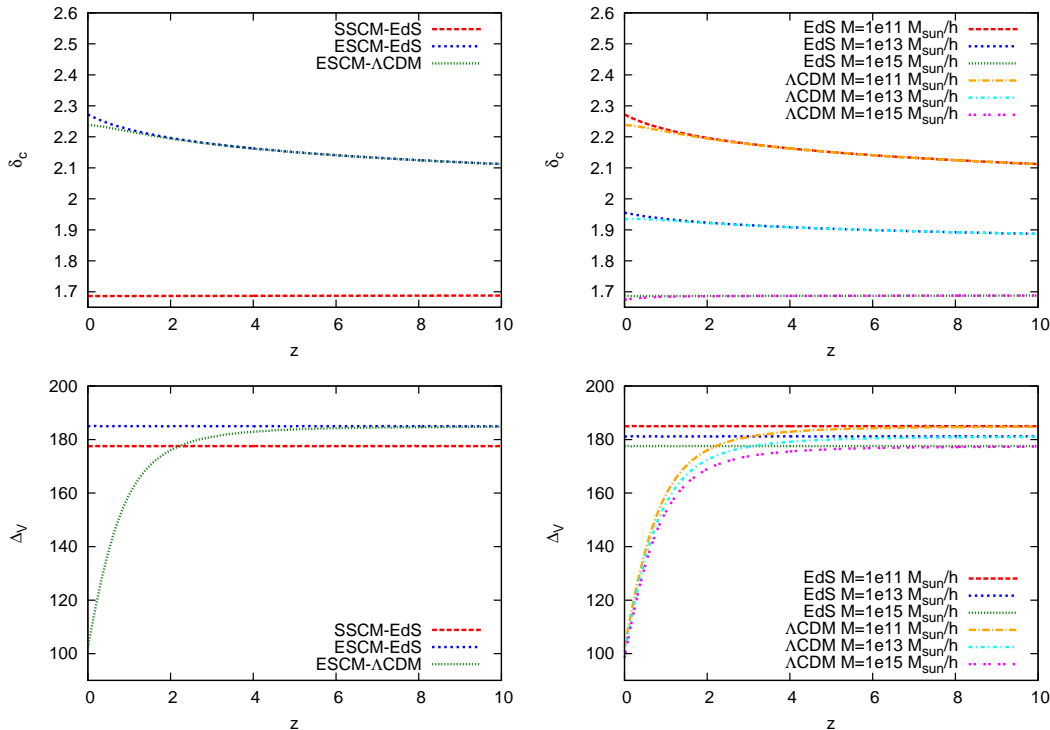 2.6
2.5
2.4
2.3
2.2
2.1
2
1.9
1.8
1.7
δc
0 2 4 6 8 10
z
SSCM-EdS
ESCM-EdS
ESCM-ΛCDM
2.6
2.5
2.4
2.3
2.2
2.1
2
1.9
1.8
1.7
δc
0 2 4 6 8 10
z
EdS M=1e11 Msun/h
EdS M=1e13 Msun/h
EdS M=1e15 Msun/h
ΛCDM M=1e11 Msun/h
ΛCDM M=1e13 Msun/h
ΛCDM M=1e15 Msun/h
200
180
160
140
120
100
ΔV
0 2 4 6 8 10
z
SSCM-EdS
ESCM-EdS
ESCM-ΛCDM
200
180
160
140
120
100
ΔV
0 2 4 6 8 10
z
EdS M=1e11 Msun/h
EdS M=1e13 Msun/h
EdS M=1e15 Msun/h
ΛCDM M=1e11 Msun/h
ΛCDM M=1e13 Msun/h
ΛCDM M=1e15 Msun/h